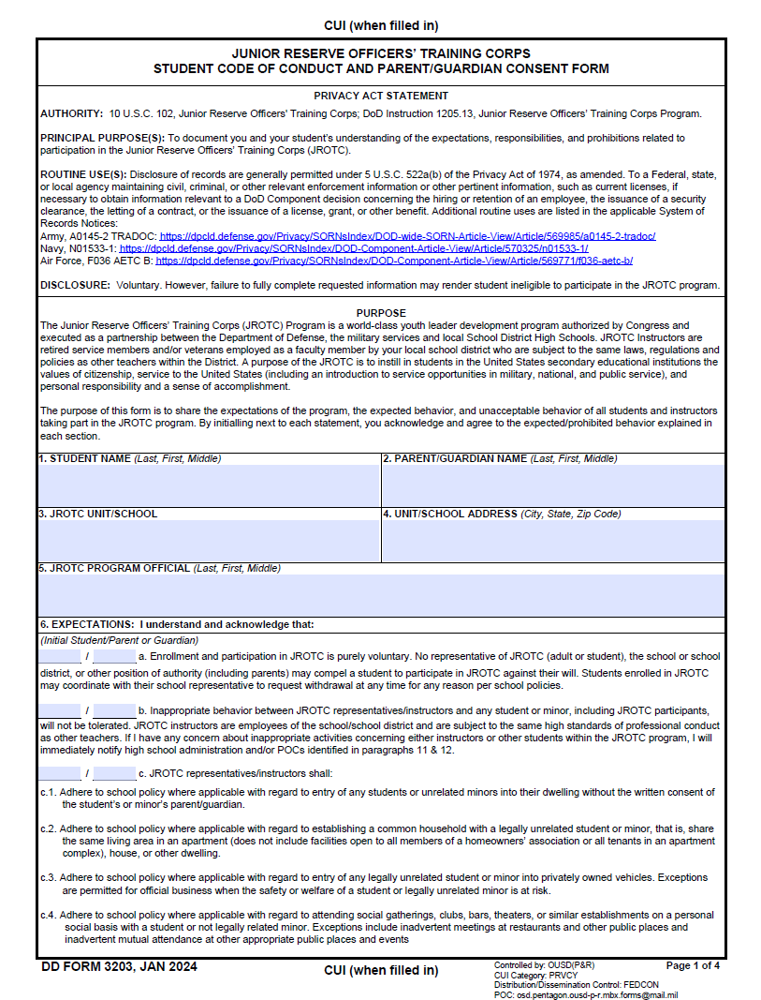 CUI (when filled in)
JUNIOR RESERVE OFFICERS’ TRAINING CORPS
STUDENT CODE OF CONDUCT AND PARENT/GUARDIAN CONSENT FORM
PRIVACY ACT STATEMENT
AUTHORITY: 10 U.S.C. 102, Junior Reserve Officers' Training Corps; DoD Instruction 1205.13, Junior Reserve Officers’ Training Corps Program.
PRINCIPAL PURPOSE(S): To document you and your student’s understanding of the expectations, responsibilities, and prohibitions related to
participation in the Junior Reserve Officers’ Training Corps (JROTC).
ROUTINE USE(S): Disclosure of records are generally permitted under 5 U.S.C. 522a(b) of the Privacy Act of 1974, as amended. To a Federal, state,
or local agency maintaining civil, criminal, or other relevant enforcement information or other pertinent information, such as current licenses, if
necessary to obtain information relevant to a DoD Component decision concerning the hiring or retention of an employee, the issuance of a security
clearance, the letting of a contract, or the issuance of a license, grant, or other benefit. Additional routine uses are listed in the applicable System of
Records Notices:
Army, A0145-2 TRADOC: https://dpcld.defense.gov/Privacy/SORNsIndex/DOD-wide-SORN-Article-View/Article/569985/a0145-2-tradoc/
Navy, N01533-1: https://dpcld.defense.gov/Privacy/SORNsIndex/DOD-Component-Article-View/Article/570325/n01533-1/
Air Force, F036 AETC B: https://dpcld.defense.gov/Privacy/SORNsIndex/DOD-Component-Article-View/Article/569771/f036-aetc-b/
DISCLOSURE: Voluntary. However, failure to fully complete requested information may render student ineligible to participate in the JROTC program.
PURPOSE
The Junior Reserve Officers’ Training Corps (JROTC) Program is a world-class youth leader development program authorized by Congress and
executed as a partnership between the Department of Defense, the military services and local School District High Schools. JROTC Instructors are
retired service members and/or veterans employed as a faculty member by your local school district who are subject to the same laws, regulations and
policies as other teachers within the District. A purpose of the JROTC is to instill in students in the United States secondary educational institutions the
values of citizenship, service to the United States (including an introduction to service opportunities in military, national, and public service), and
personal responsibility and a sense of accomplishment.
The purpose of this form is to share the expectations of the program, the expected behavior, and unacceptable behavior of all students and instructors
taking part in the JROTC program. By initialling next to each statement, you acknowledge and agree to the expected/prohibited behavior explained in
each section.
1. STUDENT NAME (Last, First, Middle)
2. PARENT/GUARDIAN NAME (Last, First, Middle)
3. JROTC UNIT/SCHOOL
4. UNIT/SCHOOL ADDRESS (City, State, Zip Code)
5. JROTC PROGRAM OFFICIAL (Last, First, Middle)
6. EXPECTATIONS: I understand and acknowledge that:
(Initial Student/Parent or Guardian)
/ a. Enrollment and participation in JROTC is purely voluntary. No representative of JROTC (adult or student), the school or school
district, or other position of authority (including parents) may compel a student to participate in JROTC against their will. Students enrolled in JROTC
may coordinate with their school representative to request withdrawal at any time for any reason per school policies.
/ b. Inappropriate behavior between JROTC representatives/instructors and any student or minor, including JROTC participants,
will not be tolerated. JROTC instructors are employees of the school/school district and are subject to the same high standards of professional conduct
as other teachers. If I have any concern about inappropriate activities concerning either instructors or other students within the JROTC program, I will
immediately notify high school administration and/or POCs identified in paragraphs 11 & 12.
/ c. JROTC representatives/instructors shall:
c.1. Adhere to school policy where applicable with regard to entry of any students or unrelated minors into their dwelling without the written consent of
the student’s or minor’s parent/guardian.
c.2. Adhere to school policy where applicable with regard to establishing a common household with a legally unrelated student or minor, that is, share
the same living area in an apartment (does not include facilities open to all members of a homeowners’ association or all tenants in an apartment
complex), house, or other dwelling.
c.3. Adhere to school policy where applicable with regard to entry of any legally unrelated student or minor into privately owned vehicles. Exceptions
are permitted for official business when the safety or welfare of a student or legally unrelated minor is at risk.
c.4. Adhere to school policy where applicable with regard to attending social gatherings, clubs, bars, theaters, or similar establishments on a personal
social basis with a student or not legally related minor. Exceptions include inadvertent meetings at restaurants and other public places and
inadvertent mutual attendance at other appropriate public places and events
DD FORM 3203, JAN 2024
CUI (when filled in)
Controlled by: OUSD(P&R)
CUI Category: PRVCY
Distribution/Dissemination Control: FEDCON
POC: osd.pentagon.ousd-p-r.mbx.forms@mail.mil
Page 1 of 4